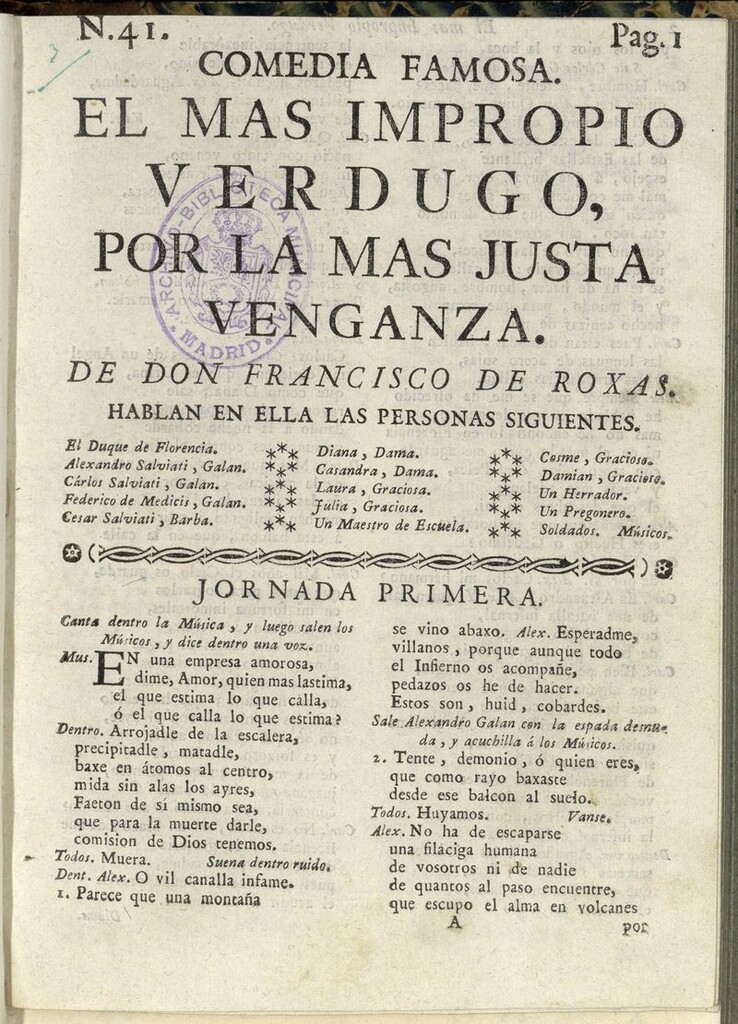 N.41.
Pag. 1
COMEDIA FAMOSA.
EL MAS IMPROPIO
VERDUGO,
POR LA MAS JUSTA
VENGANZA.
DE DON FRANCISCO DE ROXAS.
HABLAN EN ELLA LAS PERSONAS SIGUIENTES.
El Duque de Florencia.
Alexandro Salviati, Galan.
Cárlos Salviati, Galan.
Federico de Medicis, Galan.
Cesar Salviati, Barba.
Diana, Dama.
Casandra, Dama.
Laura, Graciosa.
Julia, Graciosa.
Un Maestro de Escuela.
Cosme, Gracioso.
Damian, Gracioso.
Un Herrador.
Un Pregonero.
Soldados. Músicos.
JORNADA PRIMERA.
Canta dentro la Música, y luego salen los
Músicos, y dice dentro una voz.
Mus. EN una empresa amorosa,
dime, Amor, quien mas lastima,
el que estima lo que calla,
ó el que calla lo que estima?
Dentro. Arrojadle de la escalera,
precipitadle, matadle,
baxe en átomos al centro,
mida sin alas los ayres,
Faeton de sí mismo sea,
que para la muerte darle,
comision de Dios tenemos.
Todos. Muera. Suena dentro ruido.
Dent. Alex. O vil canalla infame.
1. Parece que una montaña
se vino abaxo. Alex. Esperadme,
villanos, porque aunque todo
el Infierno os acompañe,
pedazos os he de hacer.
Estos son, huid, cobardes.
Sale Alexandro Galan con la espada desnu-
da, y acuchilla á los Músicos.
2. Tente, demonio, ó quien eres,
que como rayo baxaste
desde ese balcon al suelo.
Todos. Huyamos. Vanse.
Alex. No ha de escaparse
una filáciga humana
de vosotros ni de nadie
de quantos al paso encuentre,
que escupo el alma en volcanes
A
por
ARCHIVO-BIBLIOTECA MUNICIPAL
MADRID